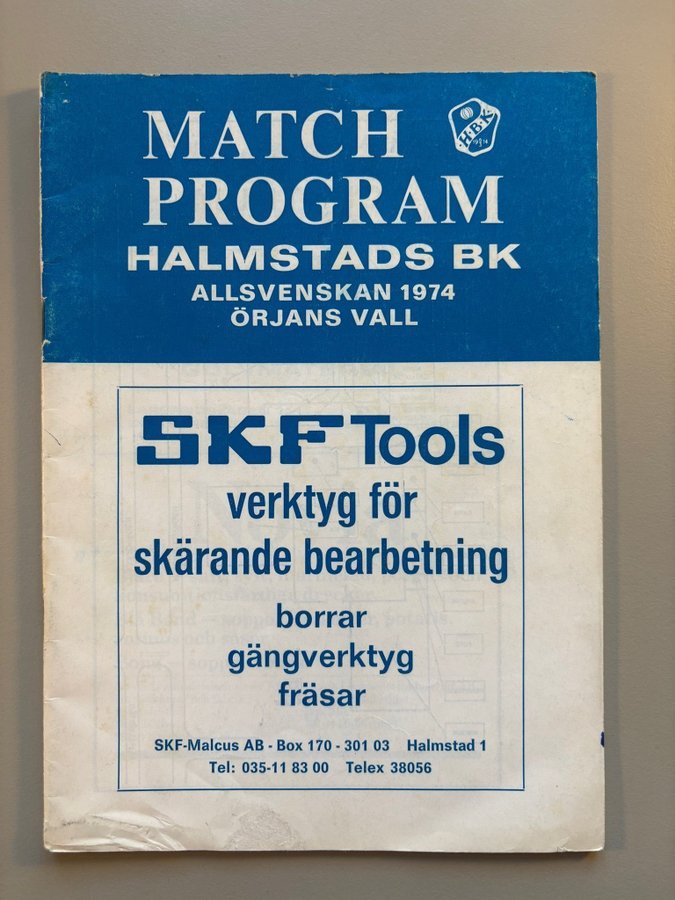 MATCH
PROGRAM
H·B·K
1914
HALMSTADS BK
ALLSVENSKAN 1974
ÖRJANS VALL
SKF Tools
verktyg för
skärande bearbetning
borrar
gängverktyg
fräsar
SKF-Malcus AB - Box 170 - 301 03 Halmstad 1
Tel: 035-11 83 00 Telex 38056